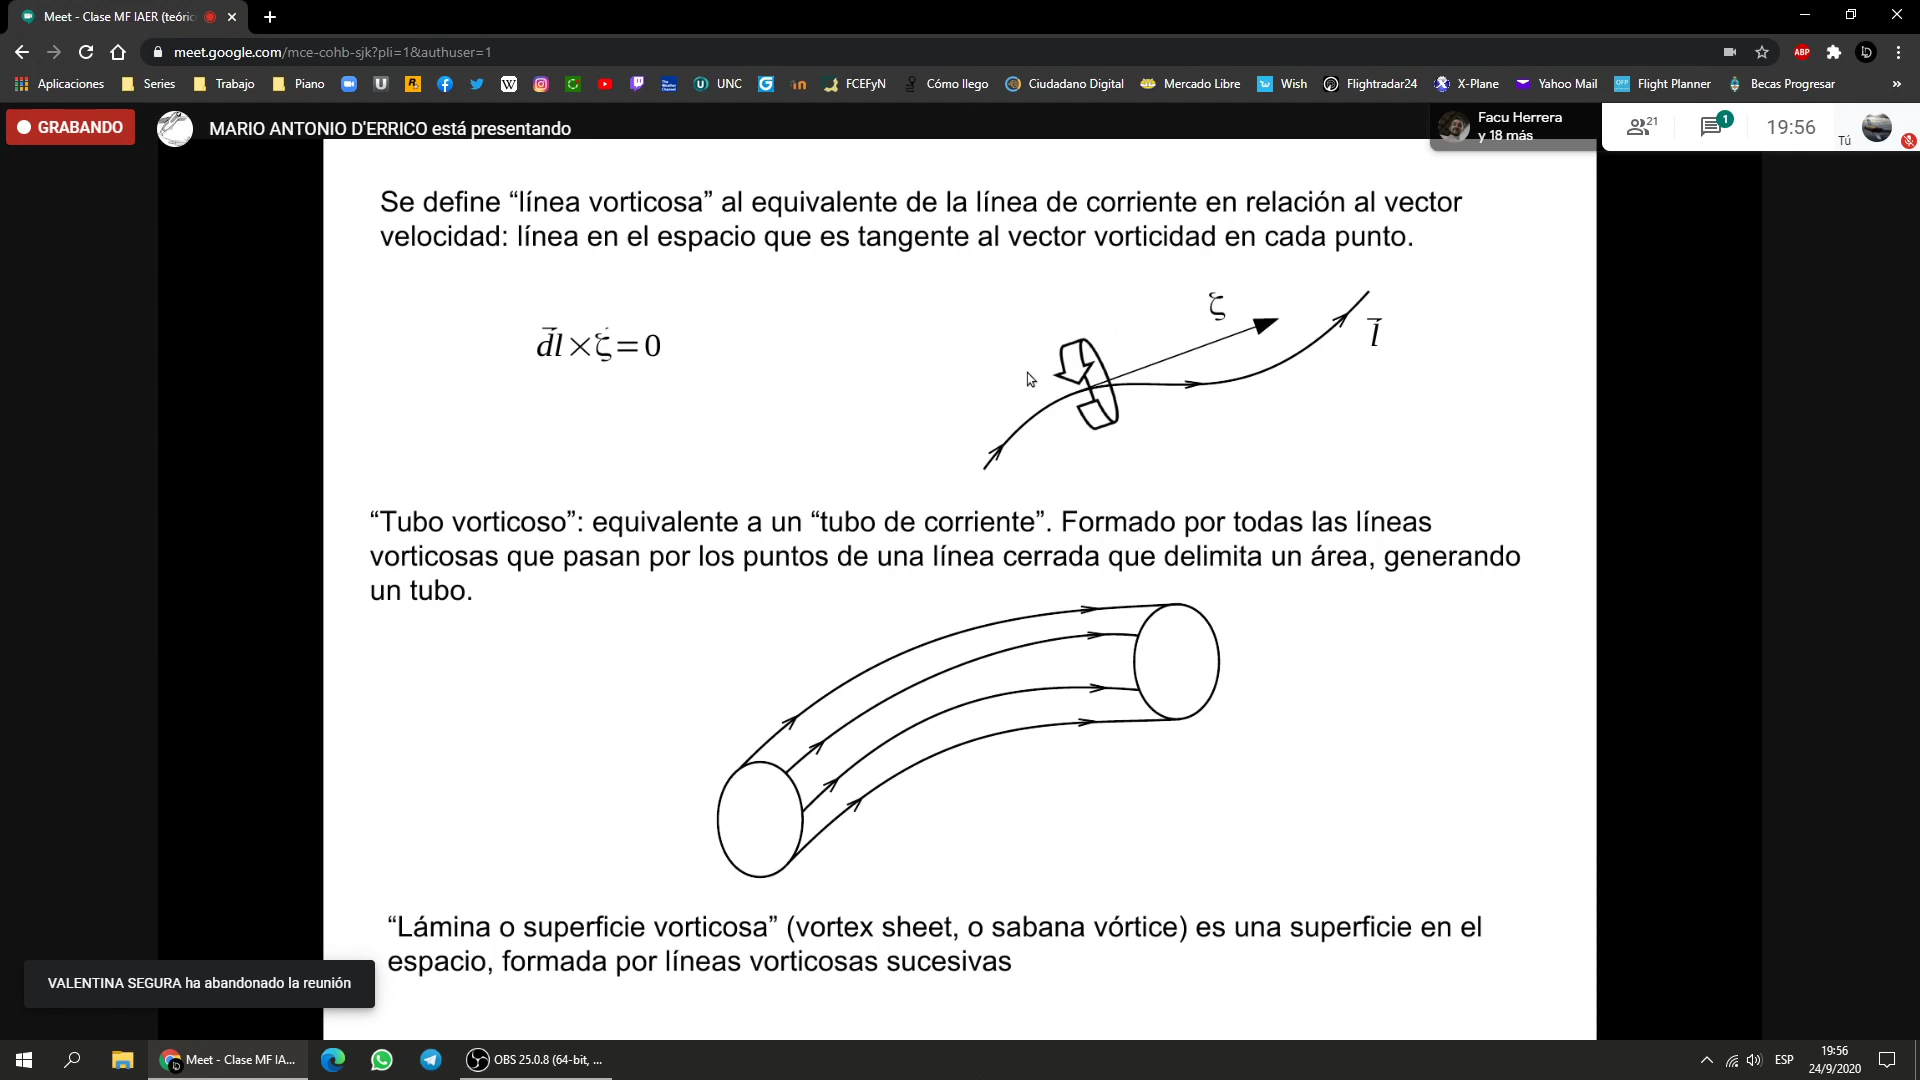 Meet - Clase MF IAER (teóric
meet.google.com/mce-cohb-sjk?pli=1&authuser=1
ABP
Aplicaciones
Series
Trabajo
Piano
UNC
FCEFyN
Cómo llego
Ciudadano Digital
Mercado Libre
Wish
Flightradar24
X-Plane
Yahoo Mail
Flight Planner
Becas Progresar
»
GRABANDO
MARIO ANTONIO D'ERRICO está presentando
Facu Herrera
y 18 más
21
1
19:56
Tú
Se define “línea vorticosa” al equivalente de la línea de corriente en relación al vector
velocidad: línea en el espacio que es tangente al vector vorticidad en cada punto.
d⃗l×ζ=0
ζ
l⃗
“Tubo vorticoso”: equivalente a un “tubo de corriente”. Formado por todas las líneas
vorticosas que pasan por los puntos de una línea cerrada que delimita un área, generando
un tubo.
“Lámina o superficie vorticosa” (vortex sheet, o sabana vórtice) es una superficie en el
espacio, formada por líneas vorticosas sucesivas
VALENTINA SEGURA ha abandonado la reunión
Meet - Clase MF IA...
OBS 25.0.8 (64-bit, ...
ESP
19:56
24/9/2020